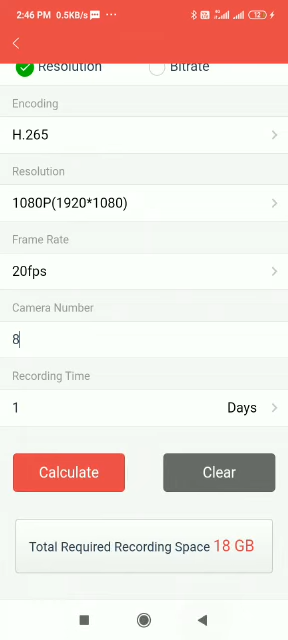 2:46 PM 0.5KB/s ...
12
Resolution Bitrate
Encoding
H.265
Resolution
1080P(1920*1080)
Frame Rate
20fps
Camera Number
8
Recording Time
1 Days
Calculate Clear
Total Required Recording Space 18 GB